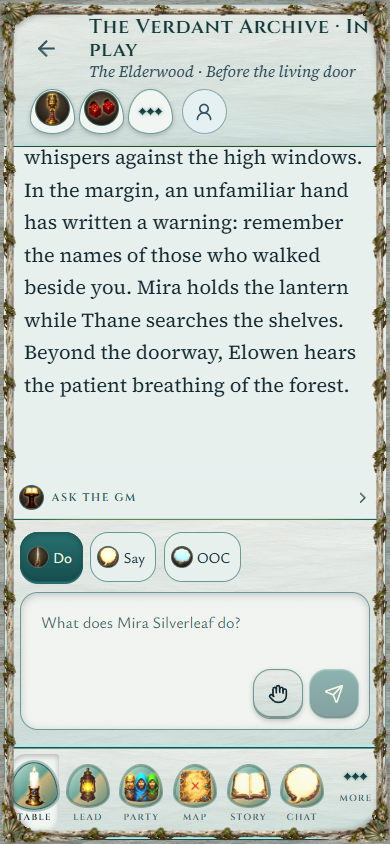 The Verdant Archive · In
play
The Elderwood · Before the living door
whispers against the high windows.
In the margin, an unfamiliar hand
has written a warning: remember
the names of those who walked
beside you. Mira holds the lantern
while Thane searches the shelves.
Beyond the doorway, Elowen hears
the patient breathing of the forest.
ASK THE GM
Do
Say
OOC
What does Mira Silverleaf do?
TABLE
LEAD
PARTY
MAP
STORY
CHAT
MORE